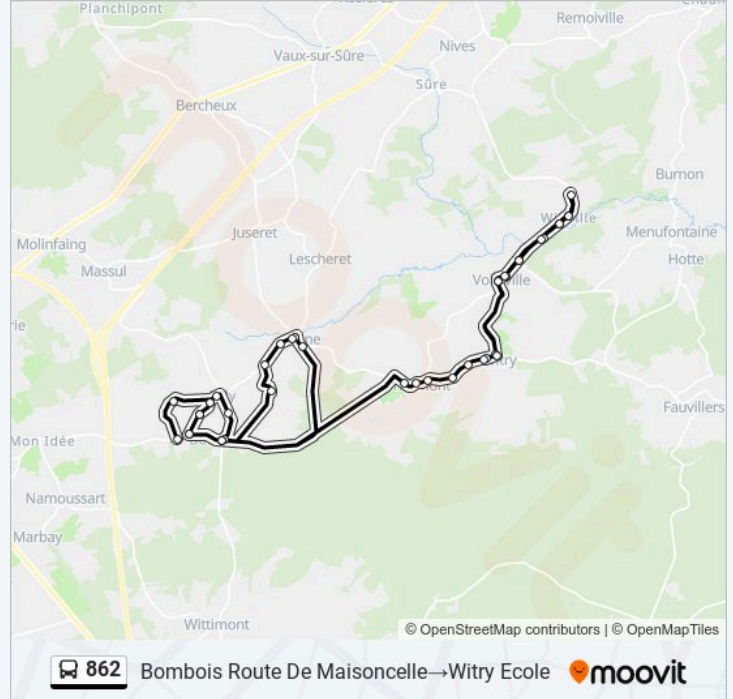 Planchipont
Remoiville
Nives
Vaux-sur-Sûre
Sûre
Bercheux
Burnon
Juseret
Menufontaine
Molinfaing
Lescheret
Hotte
Massul
Fauvillers
Mon Idée
Namoussart
Marbay
Wittimont
© OpenStreetMap contributors | © OpenMapTiles
862 Bombois Route De Maisoncelle→Witry Ecole moovit